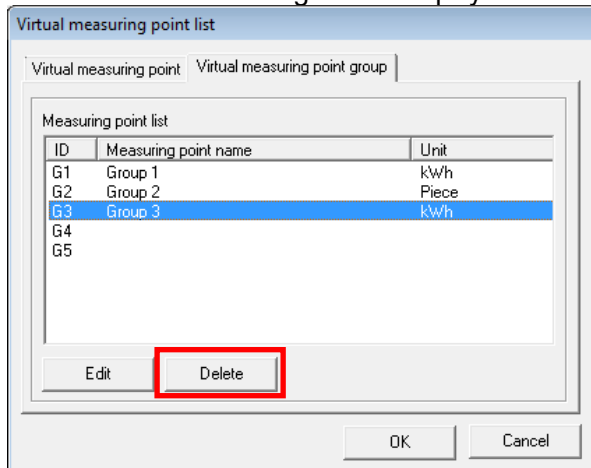 Virtual measuring point list
Virtual measuring point Virtual measuring point group
Measuring point list
ID Measuring point name Unit
G1 Group 1 kWh
G2 Group 2 Piece
G3 Group 3 kWh
G4
G5
Edit Delete
OK Cancel